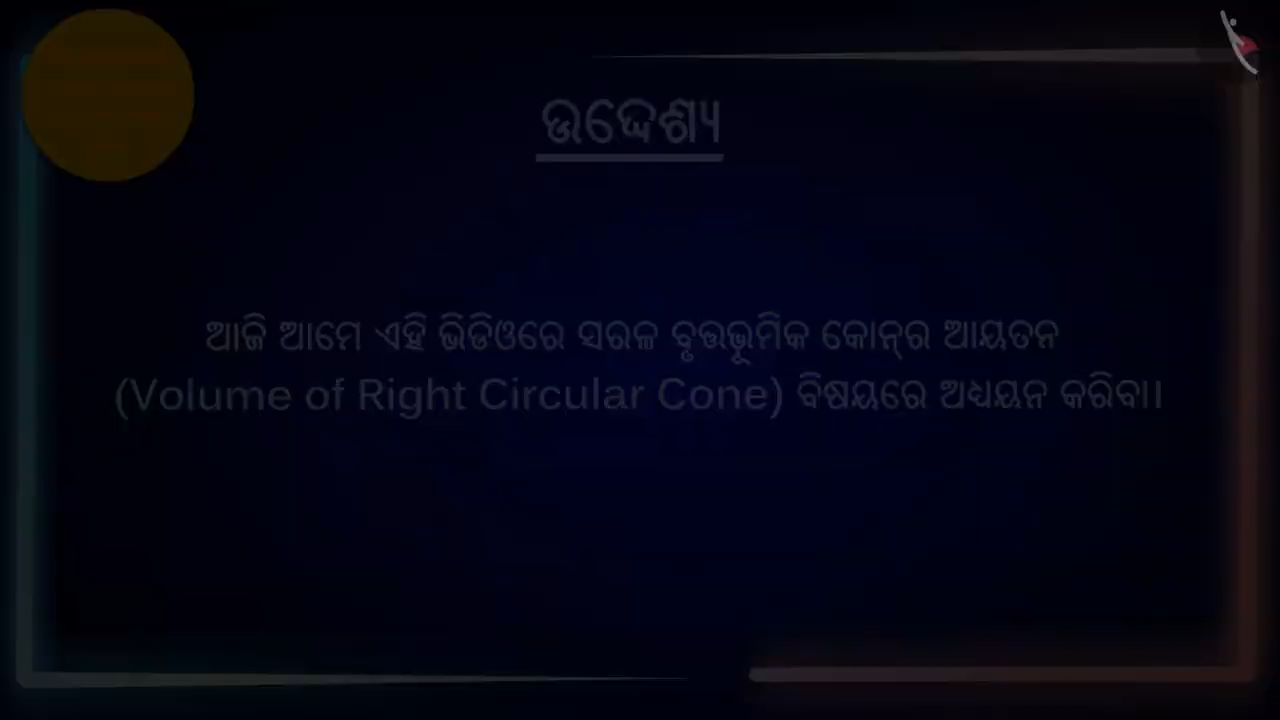 ଉଦ୍ଦେଶ୍ୟ
ଆଜି ଆମେ ଏହି ଭିଡିଓରେ ସରଳ ବୃତ୍ତଭୂମିକ କୋନ୍‌ର ଆୟତନ
(Volume of Right Circular Cone) ବିଷୟରେ ଅଧ୍ୟୟନ କରିବା।